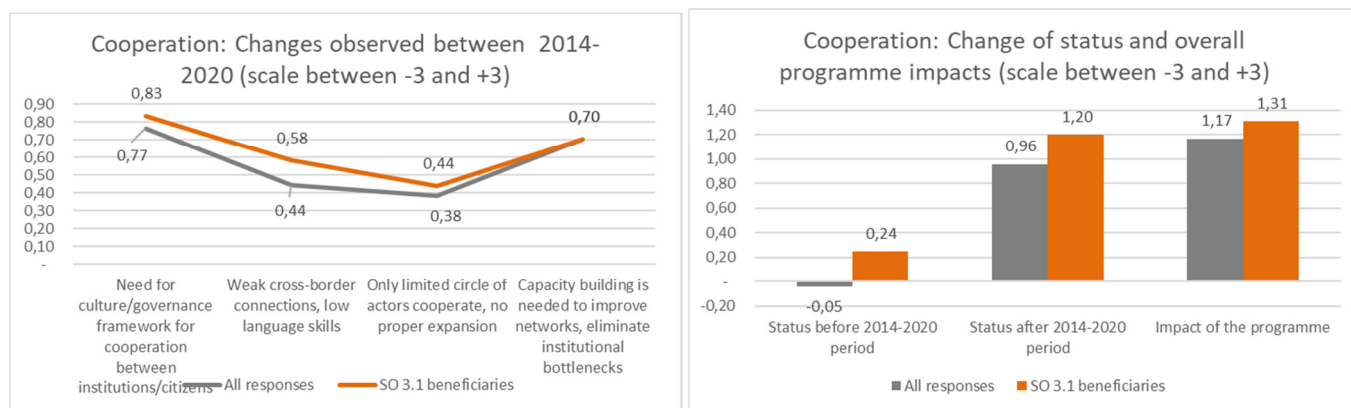 Cooperation: Changes observed between 2014-
2020 (scale between -3 and +3)
0,90
0,80
0,70
0,60
0,50
0,40
0,30
0,20
0,10
-
0,83
0,77
0,58
0,44
0,44
0,38
0,70
Need for
culture/governance
framework for
cooperation
between
institutions/citizens
Weak cross-border
connections, low
language skills
Only limited circle of
actors cooperate, no
proper expansion
Capacity building is
needed to improve
networks, eliminate
institutional
bottlenecks
All responses
SO 3.1 beneficiaries
Cooperation: Change of status and overall
programme impacts (scale between -3 and +3)
1,40
1,20
1,00
0,80
0,60
0,40
0,20
-
-0,20
-0,05
0,24
0,96
1,20
1,17
1,31
Status before 2014-2020
period
Status after 2014-2020
period
Impact of the programme
All responses
SO 3.1 beneficiaries